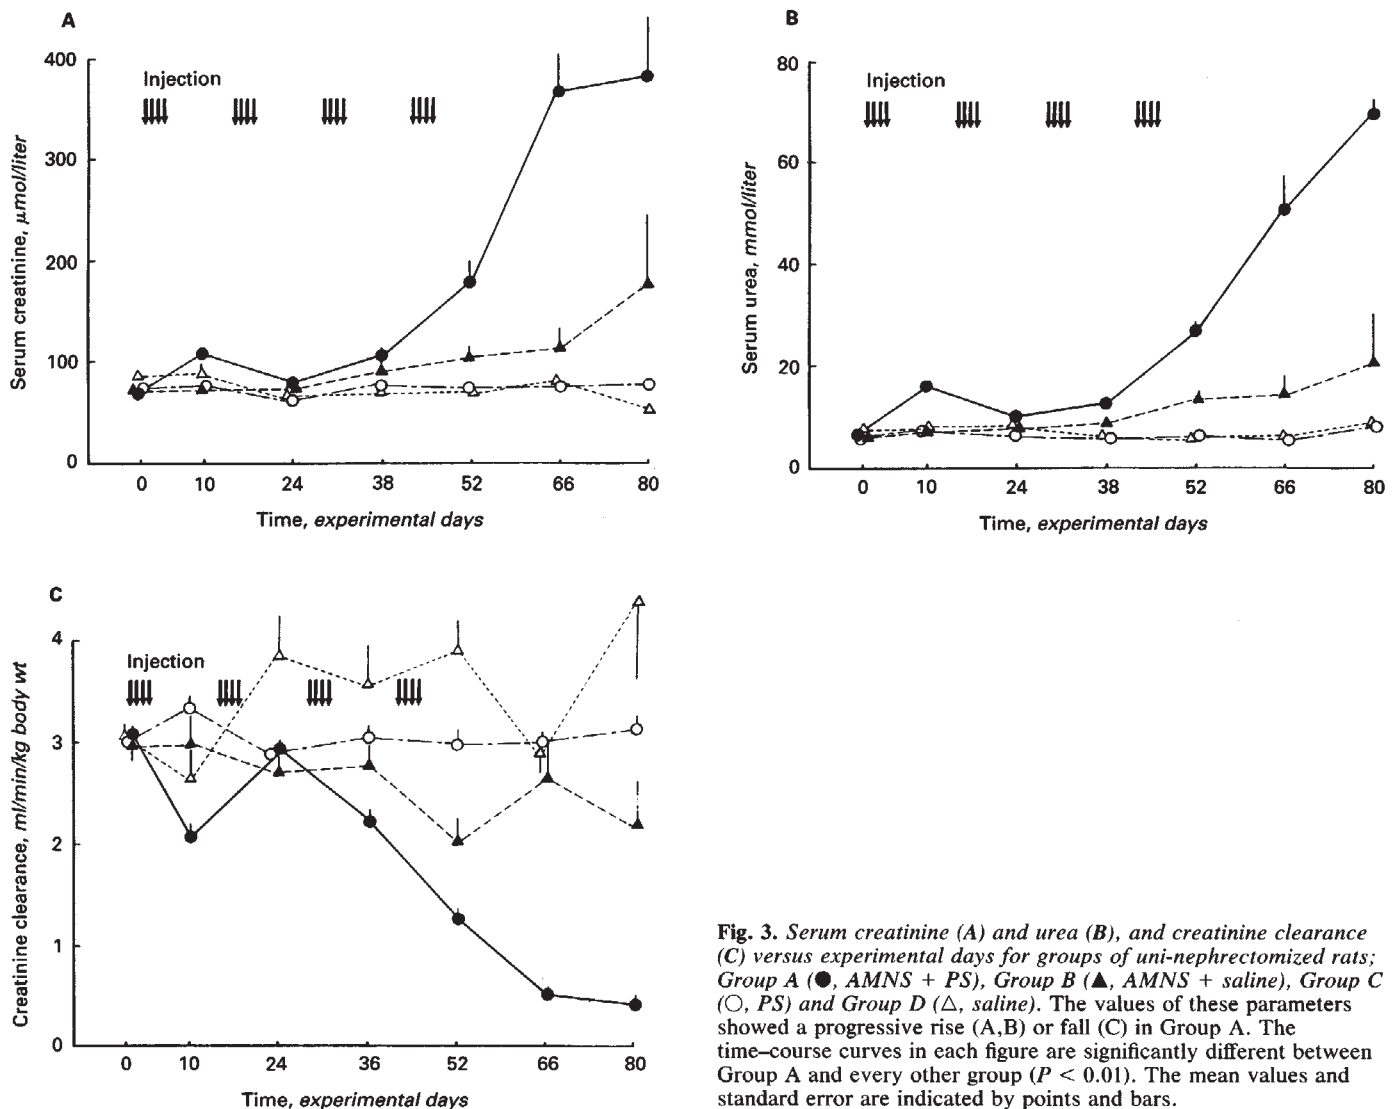 A
400
300
200
100
0
Serum creatinine, μmol/liter
Injection
0 10 24 38 52 66 80
Time, experimental days
B
80
60
40
20
0
Serum urea, mmol/liter
Injection
0 10 24 38 52 66 80
Time, experimental days
C
4
3
2
1
0
Creatinine clearance, ml/min/kg body wt
Injection
0 10 24 36 52 66 80
Time, experimental days
Fig. 3. Serum creatinine (A) and urea (B), and creatinine clearance
(C) versus experimental days for groups of uni-nephrectomized rats;
Group A (●, AMNS + PS), Group B (▲, AMNS + saline), Group C
(○, PS) and Group D (△, saline). The values of these parameters
showed a progressive rise (A,B) or fall (C) in Group A. The
time–course curves in each figure are significantly different between
Group A and every other group (P < 0.01). The mean values and
standard error are indicated by points and bars.